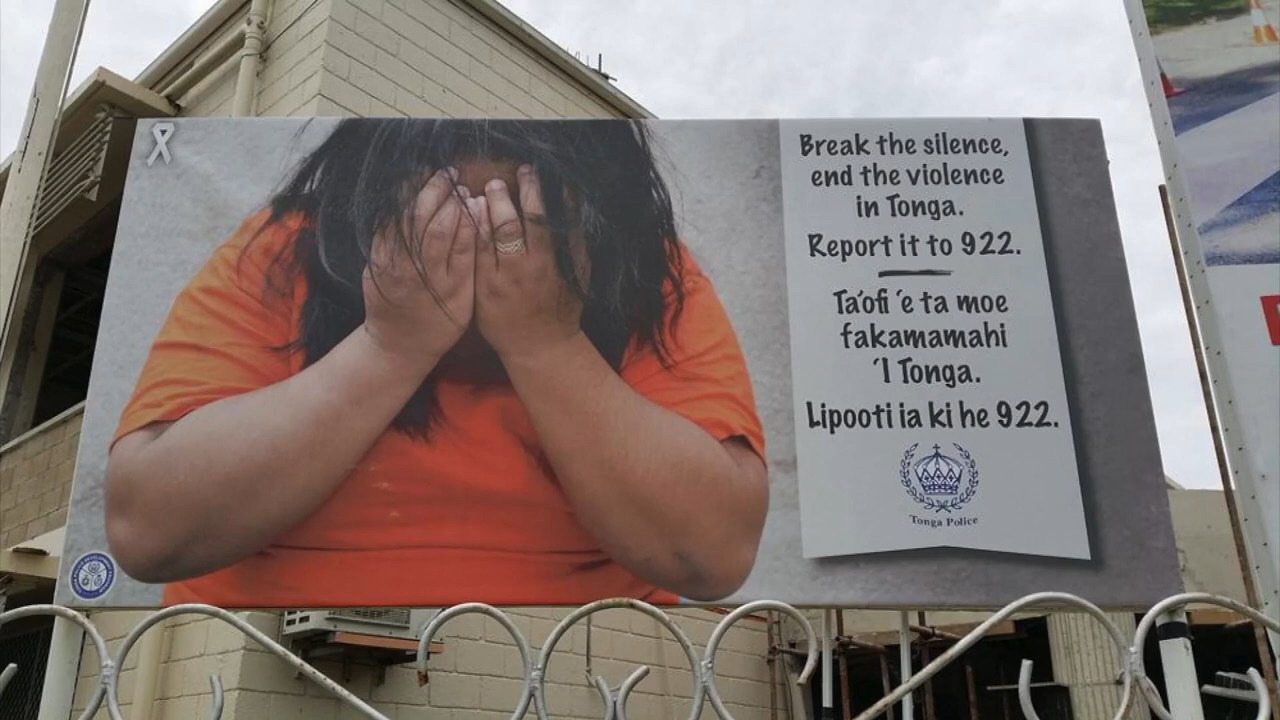 Break the silence,
end the violence
in Tonga.
Report it to 922.
Ta'ofi 'e ta moe
fakamamahi
'I Tonga.
Lipooti ia ki he 922.
Tonga Police